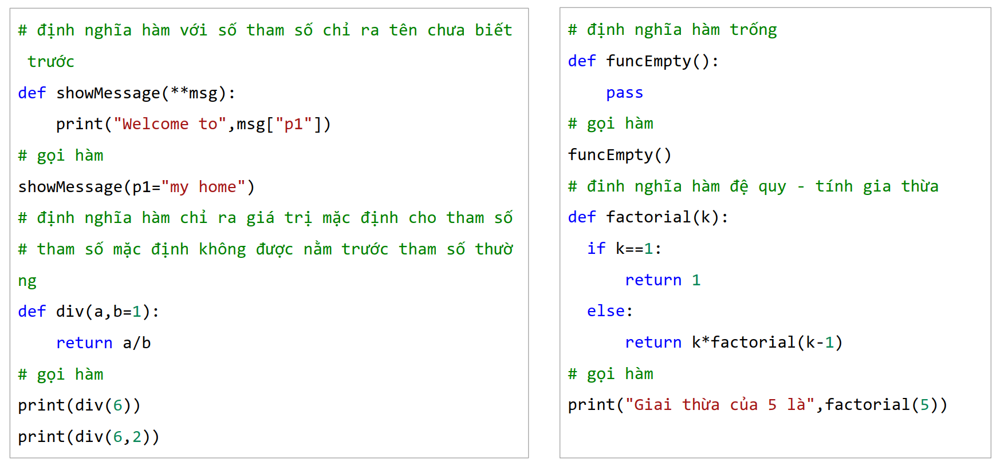 # định nghĩa hàm với số tham số chỉ ra tên chưa biết
trước
def showMessage(**msg):
    print("Welcome to",msg["p1"])
# gọi hàm
showMessage(p1="my home")
# định nghĩa hàm chỉ ra giá trị mặc định cho tham số
# tham số mặc định không được nằm trước tham số thườ
ng
def div(a,b=1):
    return a/b
# gọi hàm
print(div(6))
print(div(6,2))
# định nghĩa hàm trống
def funcEmpty():
    pass
# gọi hàm
funcEmpty()
# đinh nghĩa hàm đệ quy - tính gia thừa
def factorial(k):
  if k==1:
      return 1
  else:
      return k*factorial(k-1)
# gọi hàm
print("Giai thừa của 5 là",factorial(5))